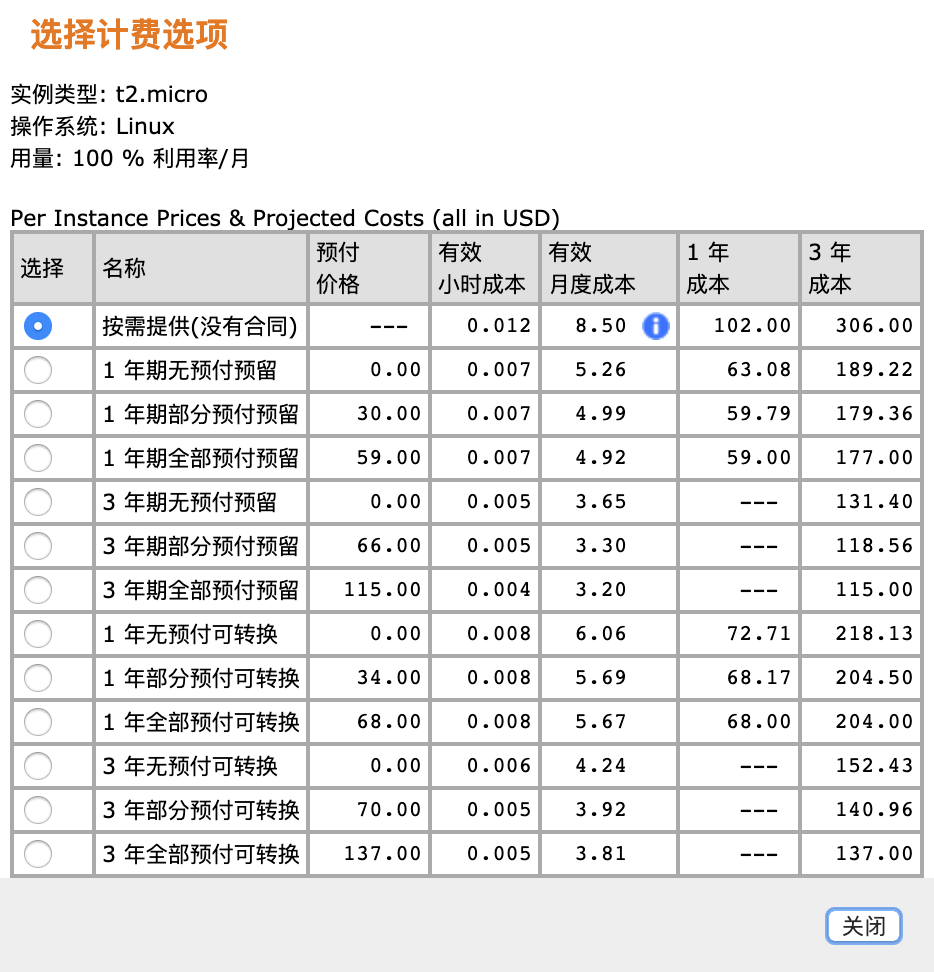 选择计费选项
实例类型: t2.micro
操作系统: Linux
用量: 100 % 利用率/月
Per Instance Prices & Projected Costs (all in USD)
选择 名称 预付 价格 有效 小时成本 有效 月度成本 1 年 成本 3 年 成本
按需提供(没有合同) --- 0.012 8.50 i 102.00 306.00
1 年期无预付预留 0.00 0.007 5.26 63.08 189.22
1 年期部分预付预留 30.00 0.007 4.99 59.79 179.36
1 年期全部预付预留 59.00 0.007 4.92 59.00 177.00
3 年期无预付预留 0.00 0.005 3.65 --- 131.40
3 年期部分预付预留 66.00 0.005 3.30 --- 118.56
3 年期全部预付预留 115.00 0.004 3.20 --- 115.00
1 年无预付可转换 0.00 0.008 6.06 72.71 218.13
1 年部分预付可转换 34.00 0.008 5.69 68.17 204.50
1 年全部预付可转换 68.00 0.008 5.67 68.00 204.00
3 年无预付可转换 0.00 0.006 4.24 --- 152.43
3 年部分预付可转换 70.00 0.005 3.92 --- 140.96
3 年全部预付可转换 137.00 0.005 3.81 --- 137.00
关闭